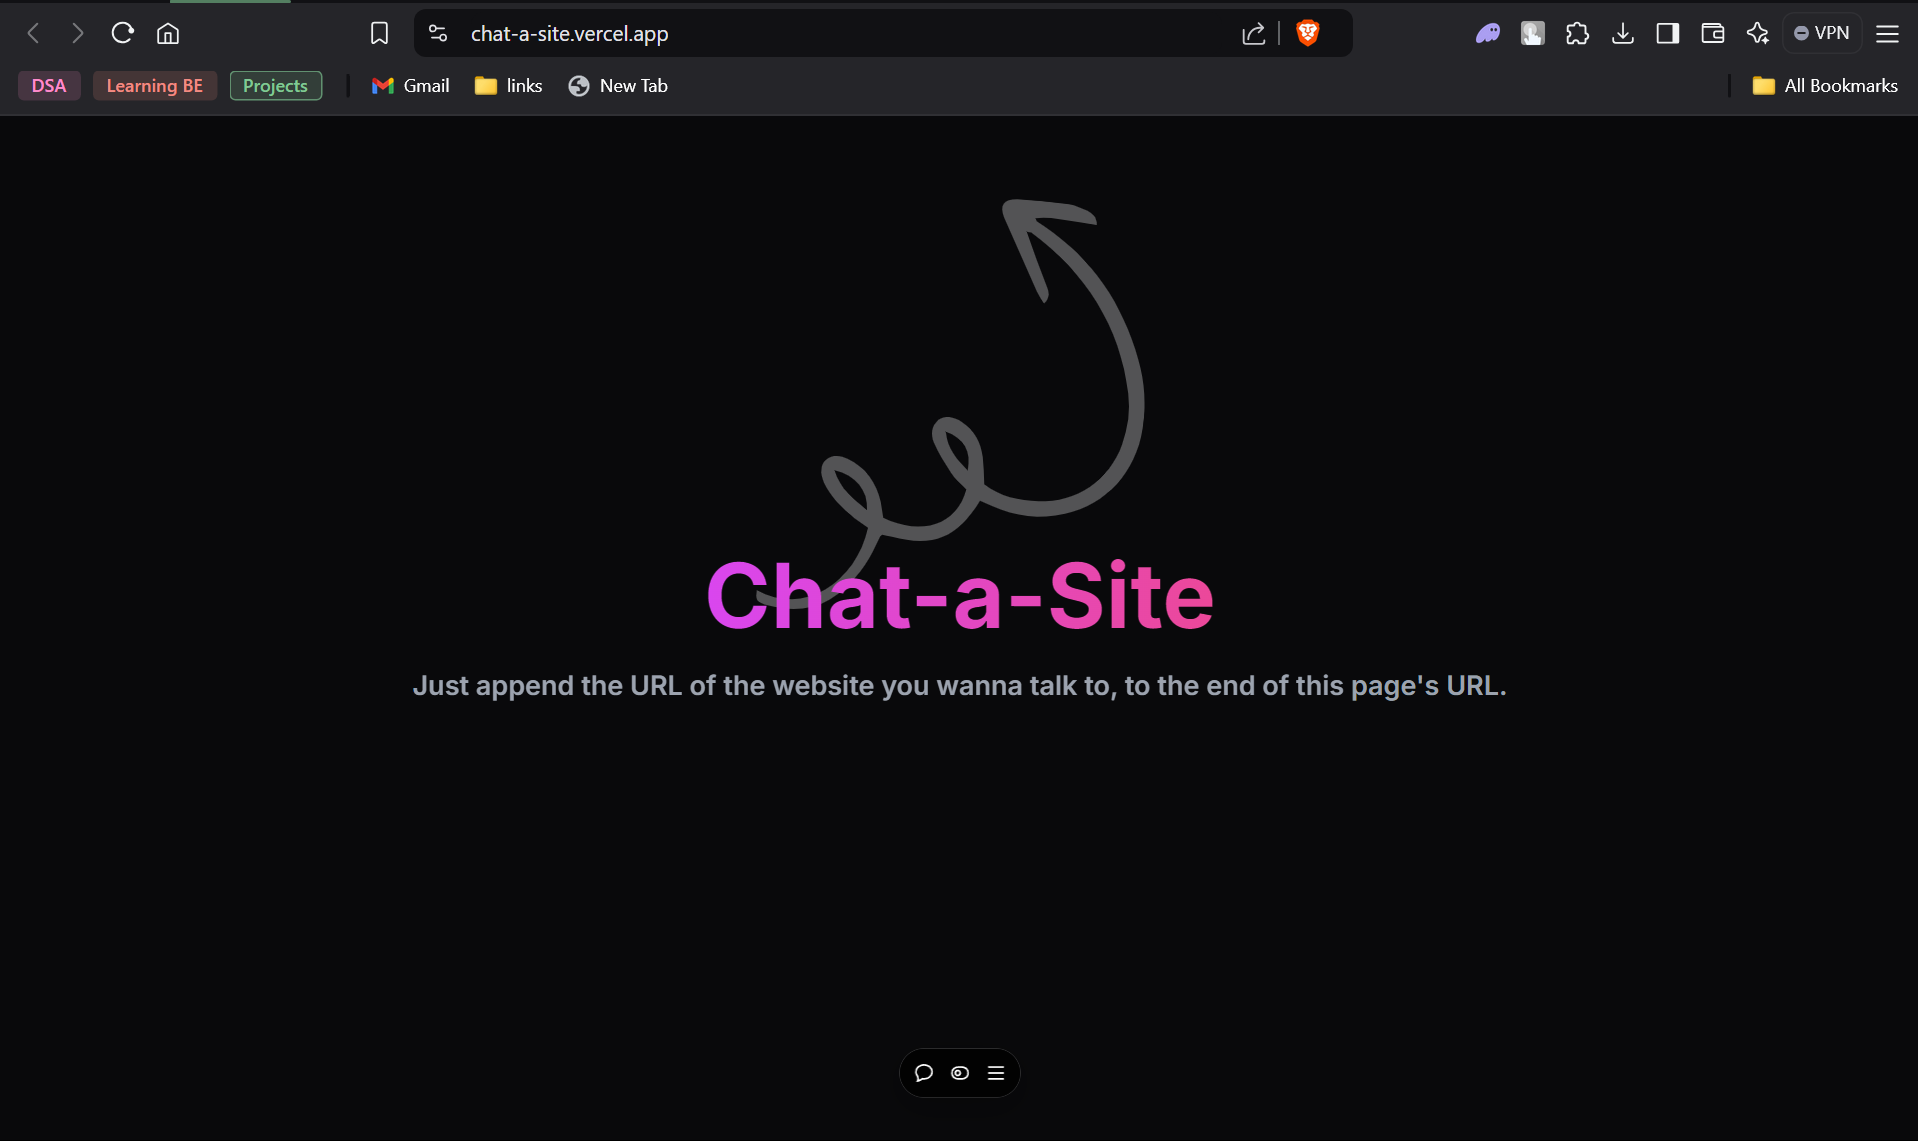 chat-a-site.vercel.app
VPN
DSA
Learning BE
Projects
Gmail
links
New Tab
All Bookmarks
Chat-a-Site
Just append the URL of the website you wanna talk to, to the end of this page's URL.